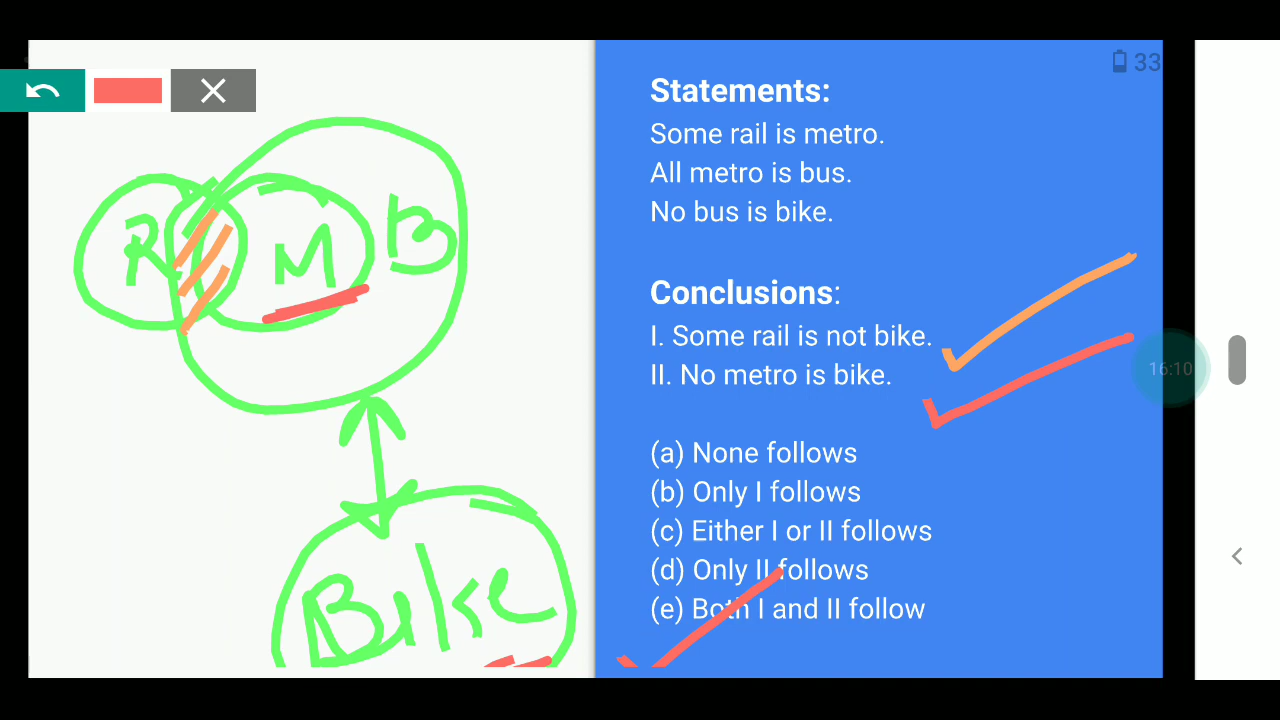 33
Statements:
Some rail is metro.
All metro is bus.
No bus is bike.
R M B
Conclusions:
I. Some rail is not bike.
II. No metro is bike.
16:10
(a) None follows
(b) Only I follows
(c) Either I or II follows
(d) Only II follows
(e) Both I and II follow
Bike